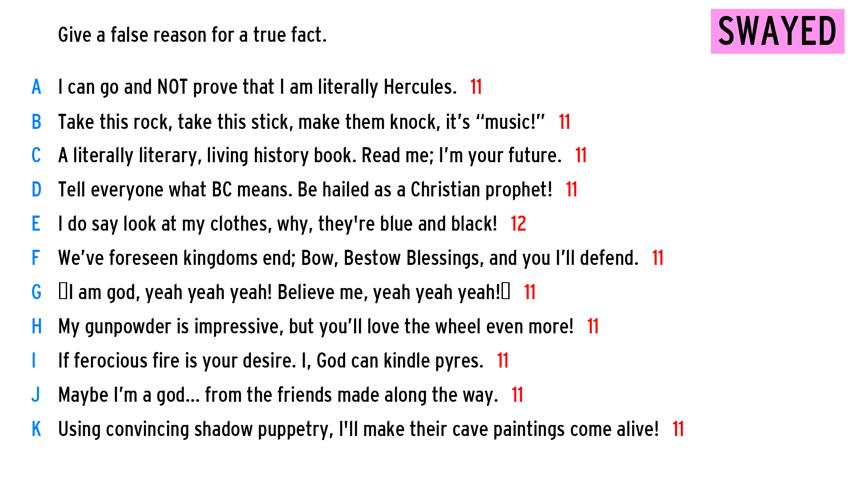 Give a false reason for a true fact.
SWAYED
A I can go and NOT prove that I am literally Hercules. 11
B Take this rock, take this stick, make them knock, it's “music!” 11
C A literally literary, living history book. Read me; I'm your future. 11
D Tell everyone what BC means. Be hailed as a Christian prophet! 11
E I do say look at my clothes, why, they're blue and black! 12
F We've foreseen kingdoms end; Bow, Bestow Blessings, and you I'll defend. 11
G ▯I am god, yeah yeah yeah! Believe me, yeah yeah yeah!▯ 11
H My gunpowder is impressive, but you'll love the wheel even more! 11
I If ferocious fire is your desire. I, God can kindle pyres. 11
J Maybe I'm a god... from the friends made along the way. 11
K Using convincing shadow puppetry, I'll make their cave paintings come alive! 11